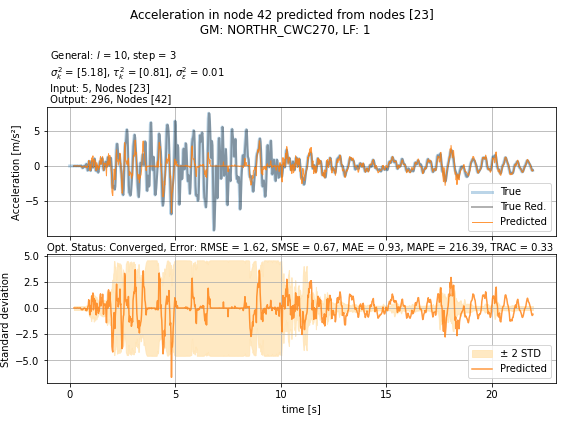 Acceleration in node 42 predicted from nodes [23]
GM: NORTHR_CWC270, LF: 1
General: l = 10, step = 3
σ²ₖ = [5.18], τ²ₖ = [0.81], σ²ε = 0.01
Input: 5, Nodes [23]
Output: 296, Nodes [42]
Acceleration [m/s²]
5
0
−5
True
True Red.
Predicted
Opt. Status: Converged, Error: RMSE = 1.62, SMSE = 0.67, MAE = 0.93, MAPE = 216.39, TRAC = 0.33
Standard deviation
5.0
2.5
0.0
−2.5
−5.0
± 2 STD
Predicted
0 5 10 15 20
time [s]